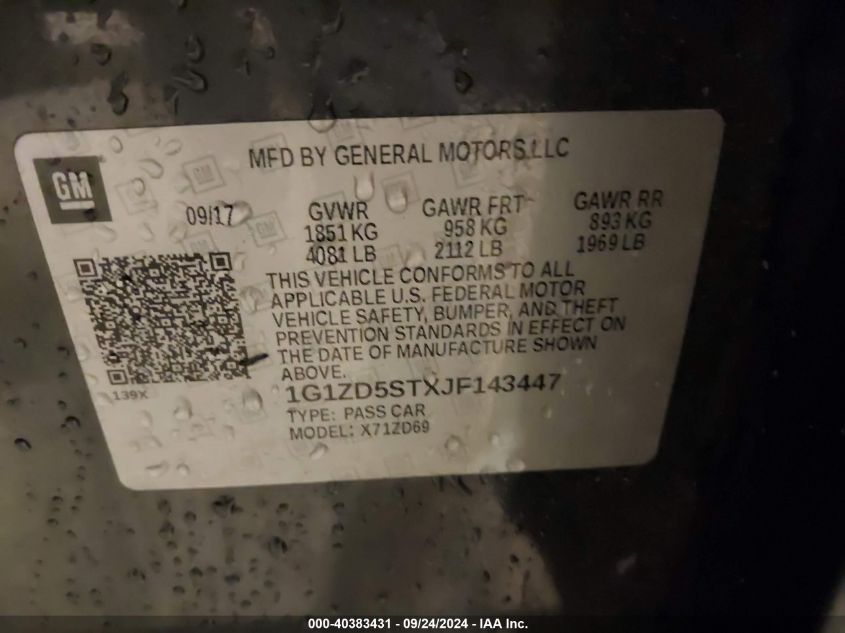 MFD BY GENERAL MOTORS LLC
GM
09/17
GVWR GAWR FRT GAWR RR
1851 KG 958 KG 893 KG
4081 LB 2112 LB 1969 LB
THIS VEHICLE CONFORMS TO ALL
APPLICABLE U.S. FEDERAL MOTOR
VEHICLE SAFETY, BUMPER, AND THEFT
PREVENTION STANDARDS IN EFFECT ON
THE DATE OF MANUFACTURE SHOWN
ABOVE.
139X
1G1ZD5STXJF143447
TYPE: PASS CAR
MODEL: X71ZD69
000-40383431 - 09/24/2024 - IAA Inc.